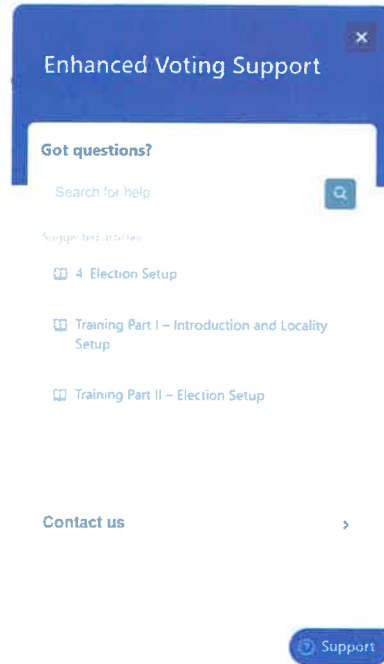 Enhanced Voting Support
Got questions?
Search for help
Suggested articles
4 Election Setup
Training Part I – Introduction and Locality
Setup
Training Part II – Election Setup
Contact us
Support